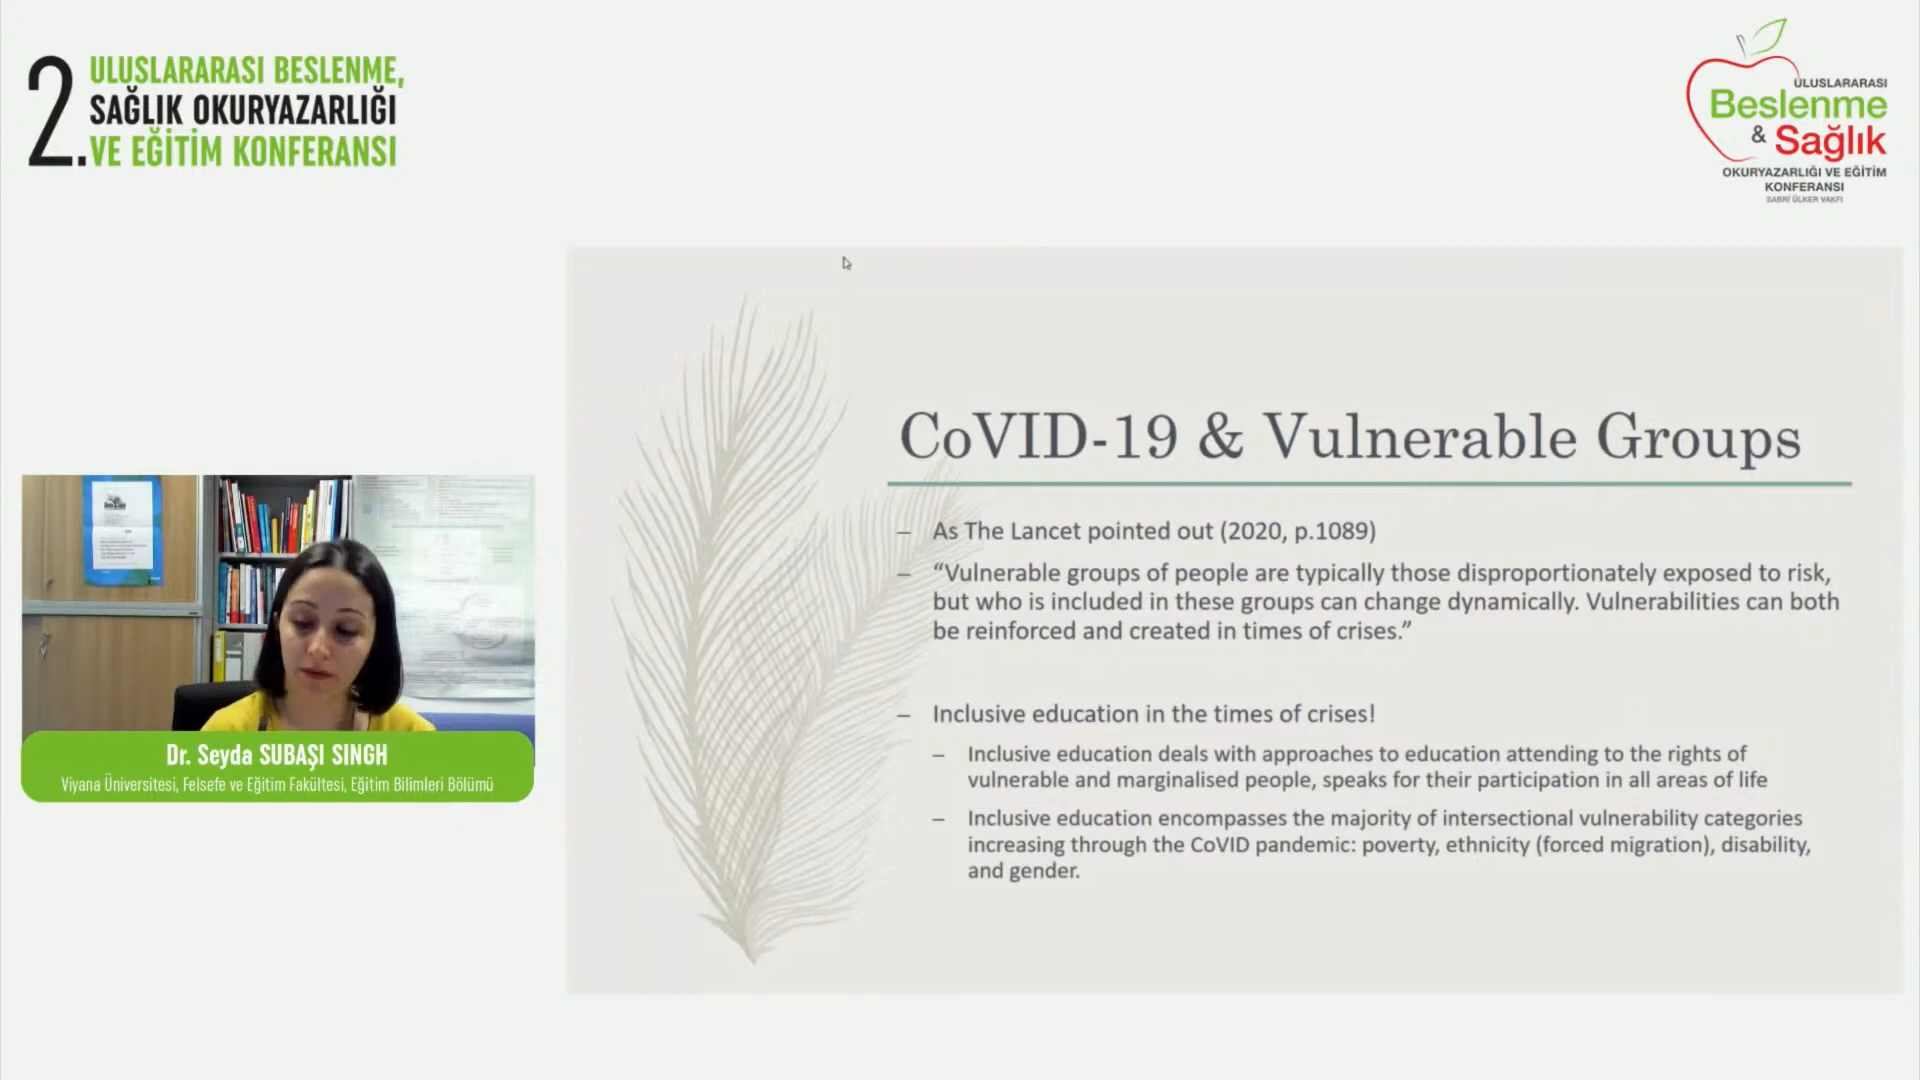 2. ULUSLARARASI BESLENME,
SAĞLIK OKURYAZARLIĞI
VE EĞİTİM KONFERANSI
ULUSLARARASI
Beslenme
& Sağlık
OKURYAZARLIĞI VE EĞİTİM
KONFERANSI
SABRİ ÜLKER VAKFI
CoVID-19 & Vulnerable Groups
– As The Lancet pointed out (2020, p.1089)
– “Vulnerable groups of people are typically those disproportionately exposed to risk,
but who is included in these groups can change dynamically. Vulnerabilities can both
be reinforced and created in times of crises.”
– Inclusive education in the times of crises!
– Inclusive education deals with approaches to education attending to the rights of
vulnerable and marginalised people, speaks for their participation in all areas of life
– Inclusive education encompasses the majority of intersectional vulnerability categories
increasing through the CoVID pandemic: poverty, ethnicity (forced migration), disability,
and gender.
Dr. Seyda SUBAŞI SINGH
Viyana Üniversitesi, Felsefe ve Eğitim Fakültesi, Eğitim Bilimleri Bölümü